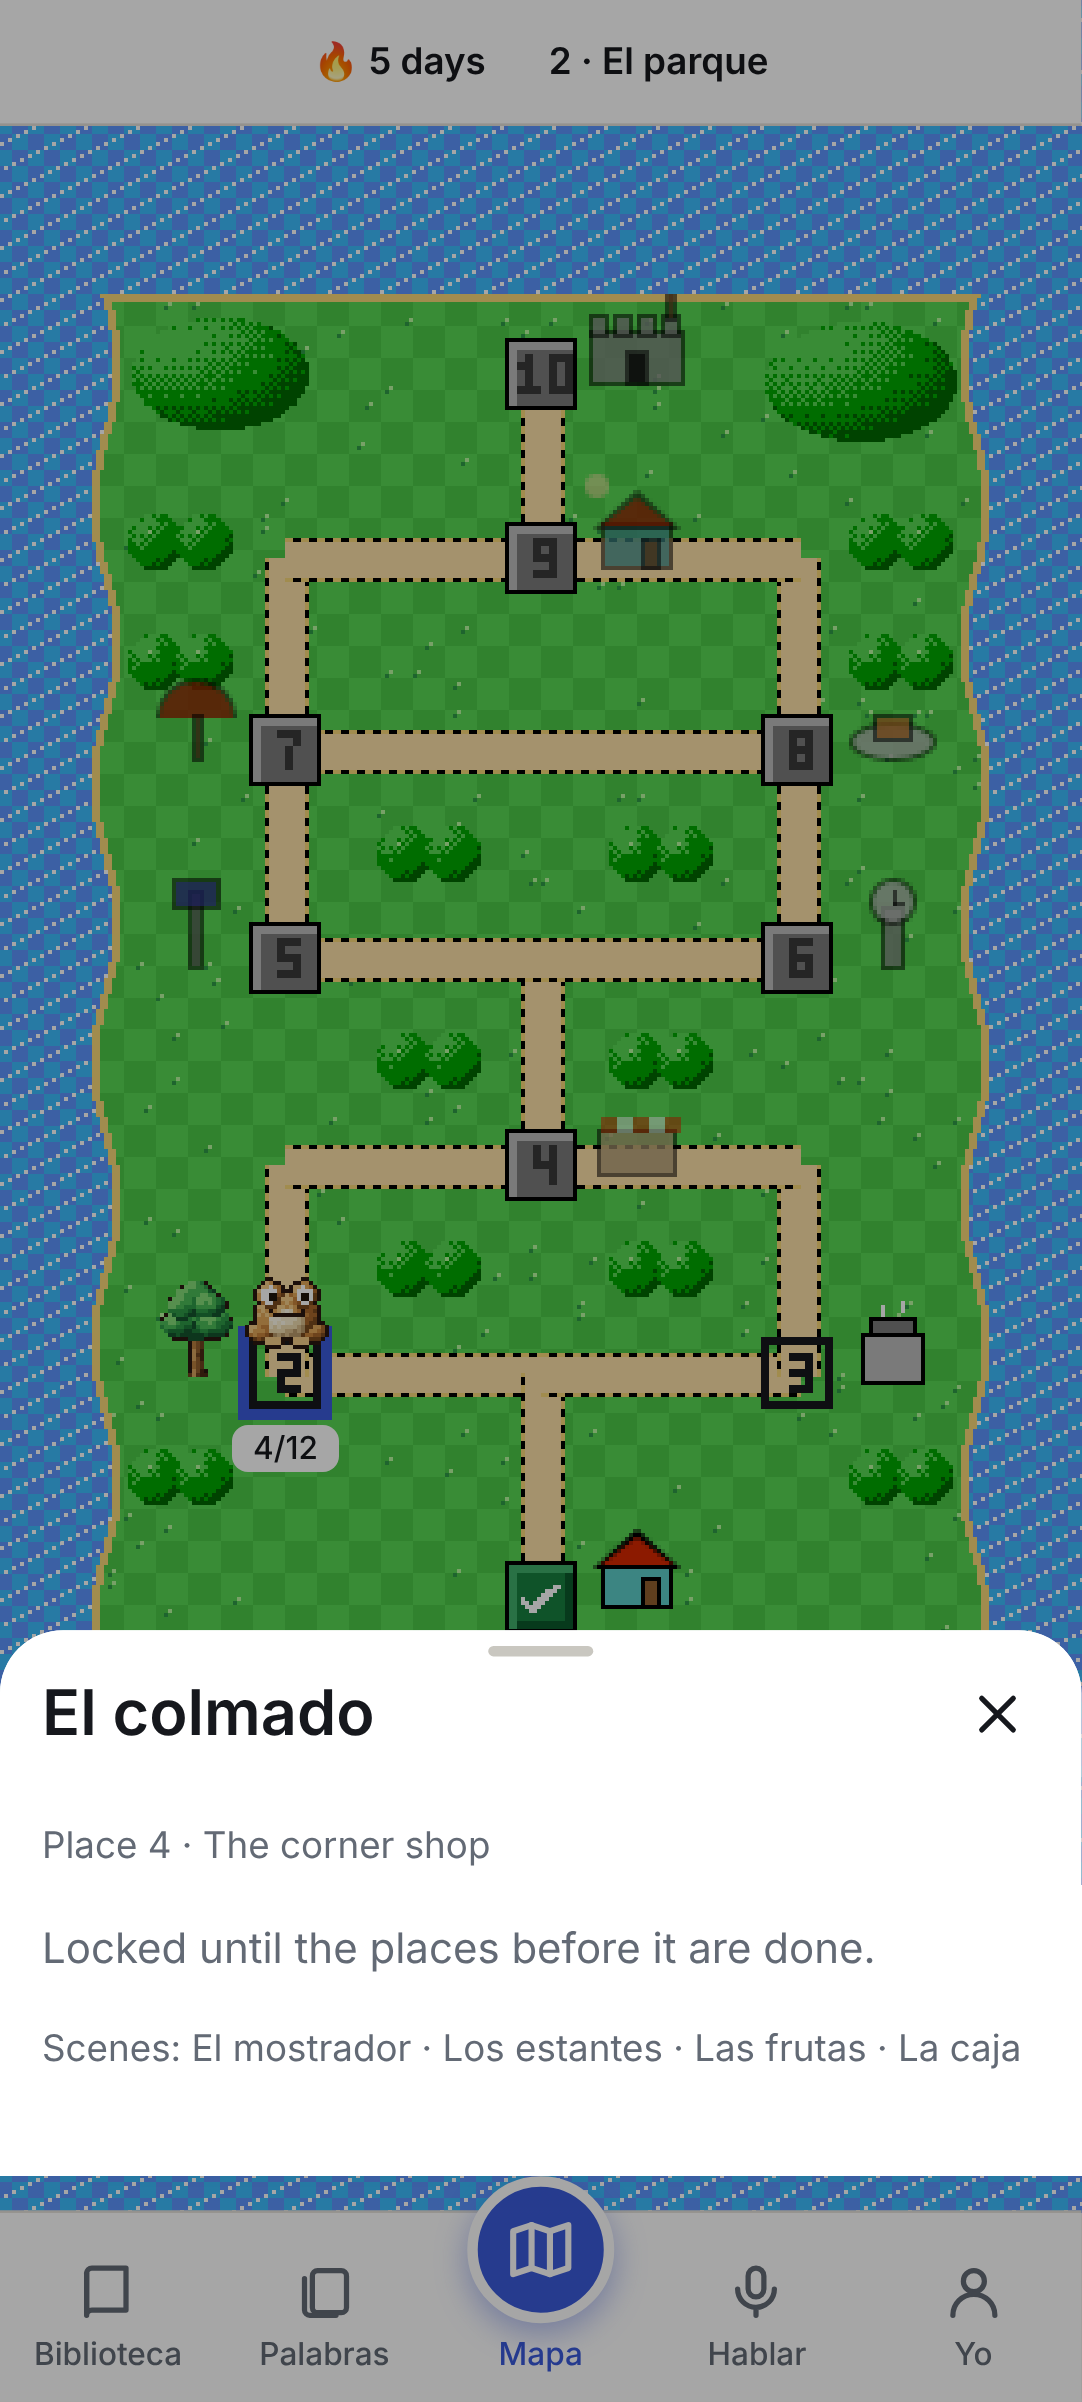 5 days 2 · El parque
10
9
7 8
5 6
4
2 3
4/12
El colmado
Place 4 · The corner shop
Locked until the places before it are done.
Scenes: El mostrador · Los estantes · Las frutas · La caja
Biblioteca Palabras Mapa Hablar Yo